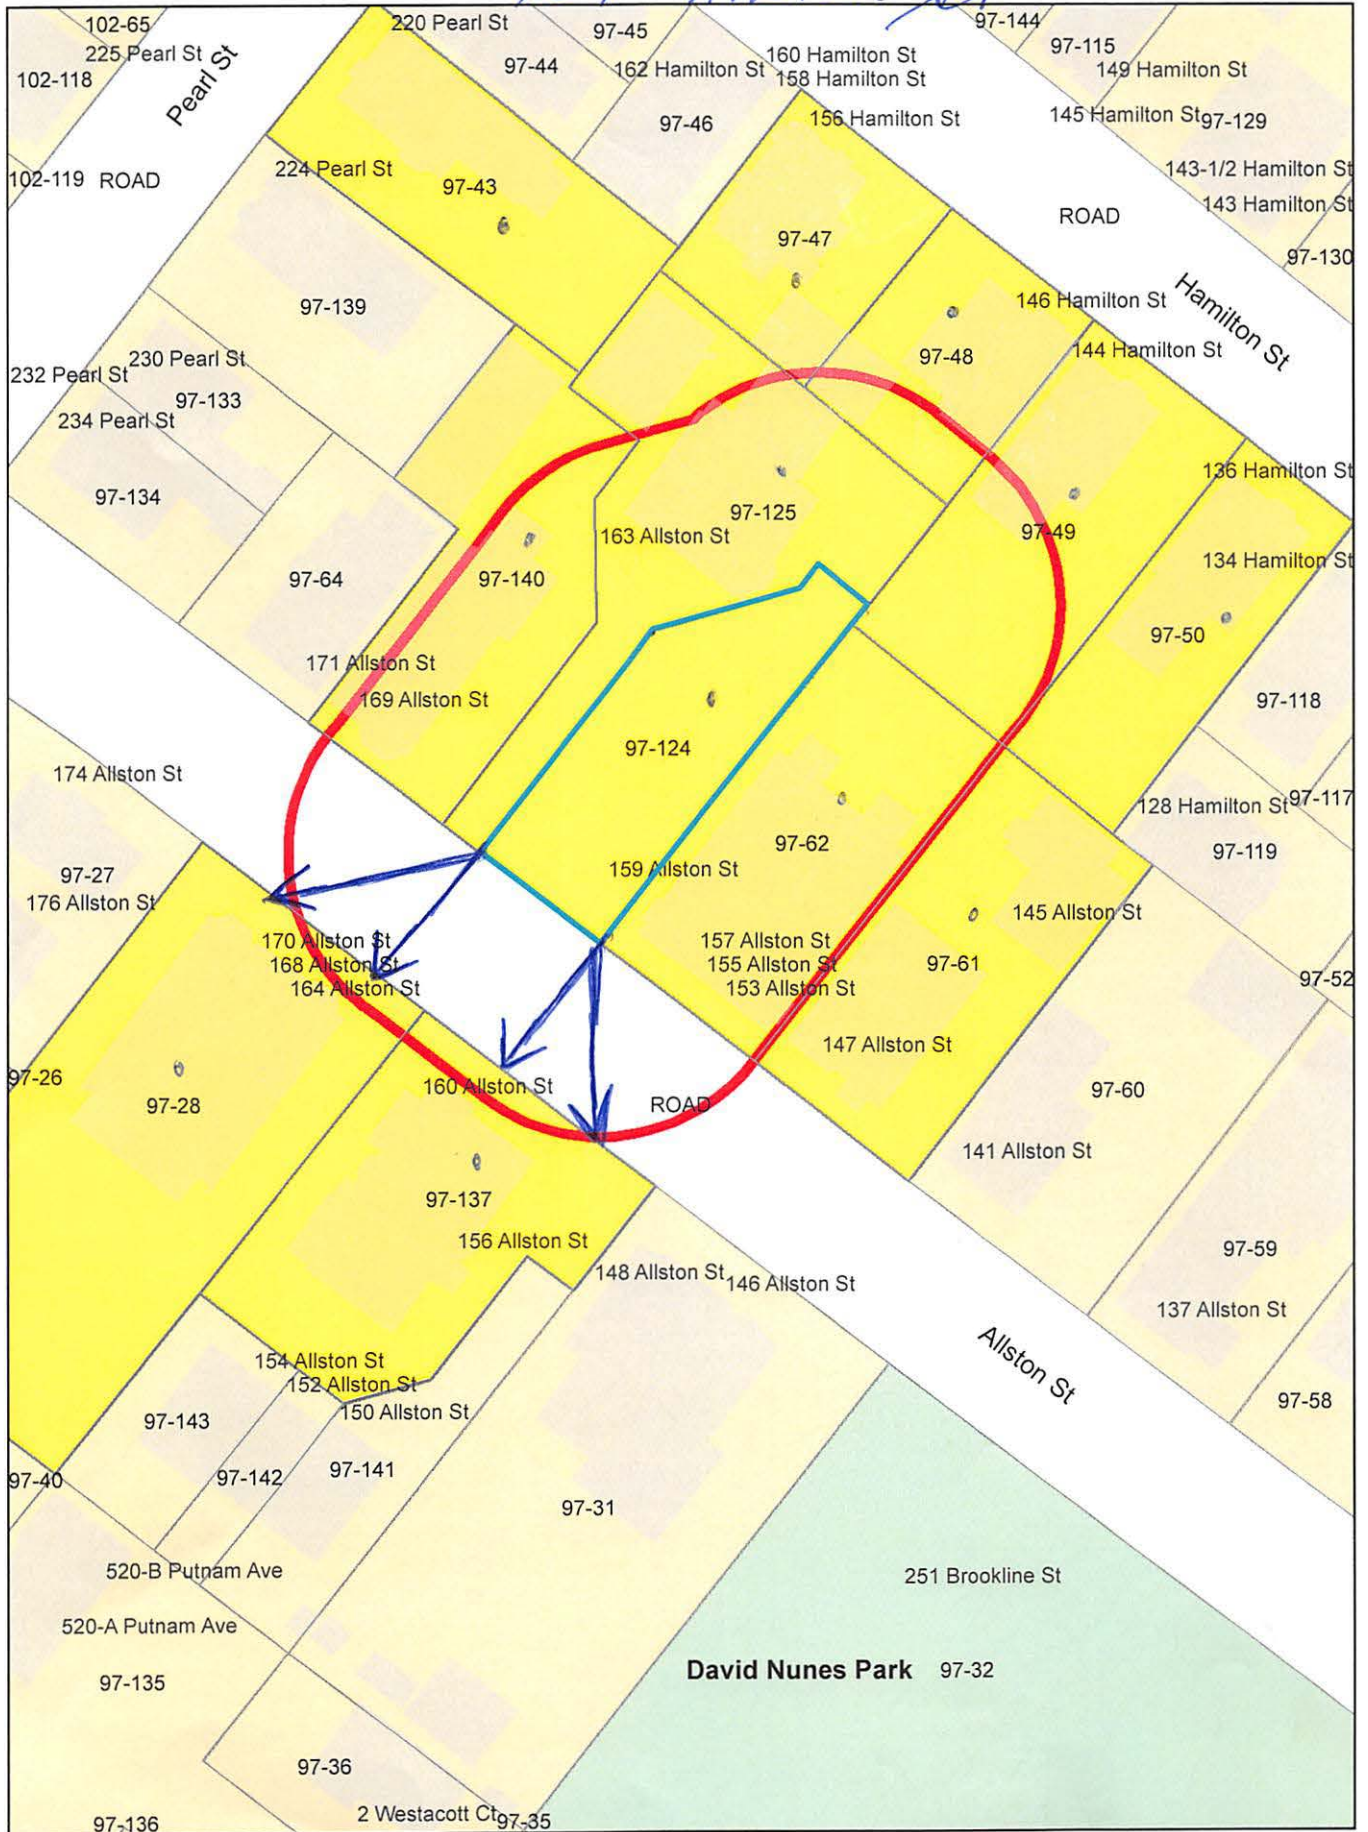 102-65
220 Pearl St
97-45
97-144
225 Pearl St
97-44
160 Hamilton St
97-115
102-118
Pearl St
162 Hamilton St
158 Hamilton St
149 Hamilton St
97-46
156 Hamilton St
145 Hamilton St
97-129
102-119
ROAD
224 Pearl St
97-43
143-1/2 Hamilton St
143 Hamilton St
ROAD
97-47
97-130
97-139
146 Hamilton St
Hamilton St
230 Pearl St
97-48
144 Hamilton St
232 Pearl St
97-133
234 Pearl St
136 Hamilton St
97-134
97-125
163 Allston St
97-49
134 Hamilton St
97-64
97-140
97-50
171 Allston St
169 Allston St
97-118
97-124
174 Allston St
128 Hamilton St
97-117
97-62
97-119
97-27
159 Allston St
176 Allston St
145 Allston St
170 Allston St
157 Allston St
168 Allston St
155 Allston St
97-61
97-52
164 Allston St
153 Allston St
147 Allston St
97-26
160 Allston St
97-60
97-28
ROAD
141 Allston St
97-137
156 Allston St
97-59
148 Allston St
146 Allston St
137 Allston St
154 Allston St
Allston St
152 Allston St
150 Allston St
97-58
97-143
97-142
97-141
97-40
97-31
520-B Putnam Ave
251 Brookline St
520-A Putnam Ave
David Nunes Park
97-32
97-135
97-36
2 Westacott Ct
97-35
97-136